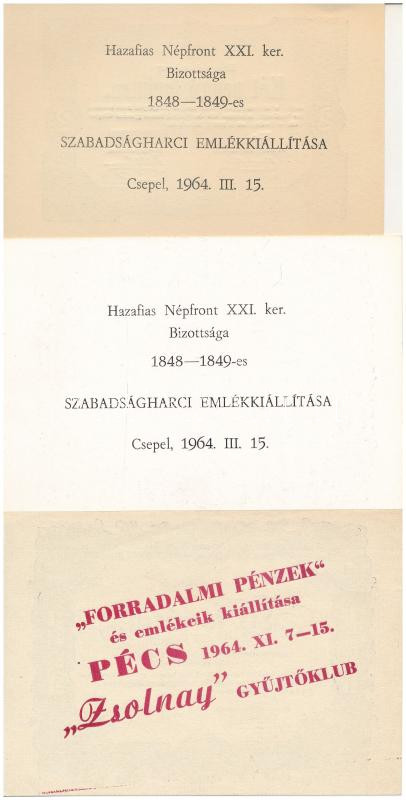 Hazafias Népfront XXI. ker.
Bizottsága
1848—1849-es
SZABADSÁGHARCI EMLÉKKIÁLLÍTÁSA
Csepel, 1964. III. 15.
Hazafias Népfront XXI. ker.
Bizottsága
1848—1849-es
SZABADSÁGHARCI EMLÉKKIÁLLÍTÁSA
Csepel, 1964. III. 15.
„FORRADALMI PÉNZEK“
és emlékeik kiállítása
PÉCS 1964. XI. 7—15.
„Zsolnay” GYŰJTŐKLUB